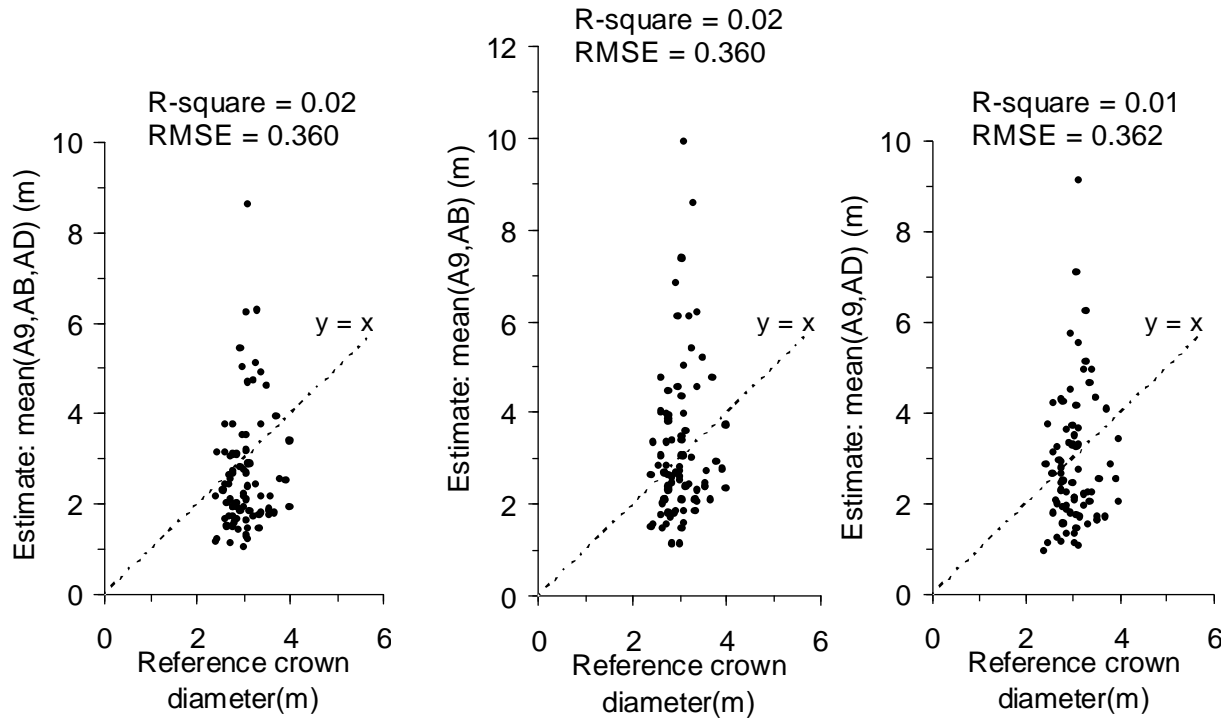 R-square = 0.02
RMSE = 0.360
10
8
6
4
2
0
Estimate: mean(A9,AB,AD) (m)
y = x
0
2
4
6
Reference crown
diameter(m)
R-square = 0.02
RMSE = 0.360
12
10
8
6
4
2
0
Estimate: mean(A9,AB) (m)
y = x
0
2
4
6
Reference crown
diameter(m)
R-square = 0.01
RMSE = 0.362
10
8
6
4
2
0
Estimate: mean(A9,AD) (m)
y = x
0
2
4
6
Reference crown
diameter(m)